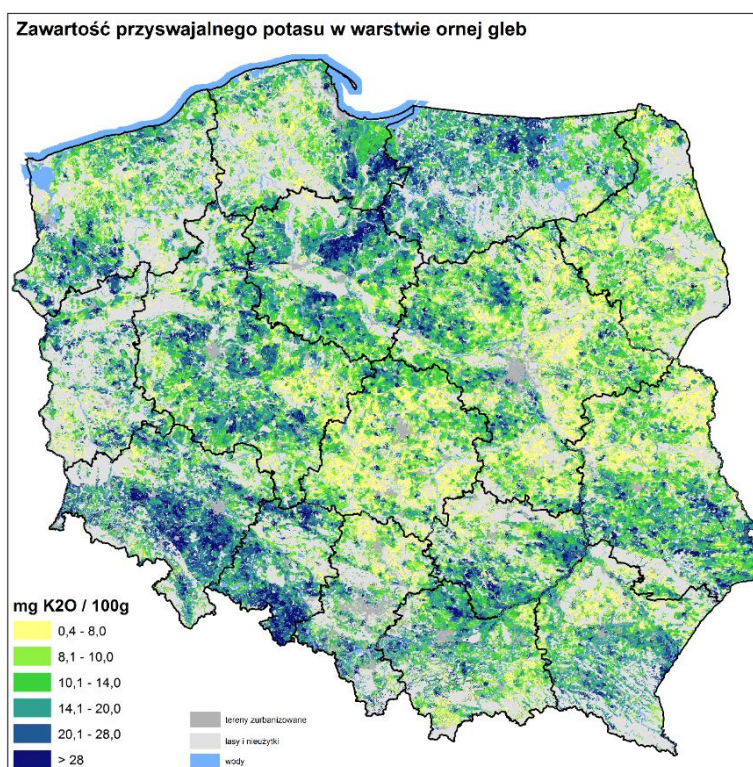 Zawartość przyswajalnego potasu w warstwie ornej gleb
mg K2O / 100g
0,4 - 8,0
8,1 - 10,0
10,1 - 14,0
14,1 - 20,0
20,1 - 28,0
> 28
tereny zurbanizowane
lasy i nieużytki
wody